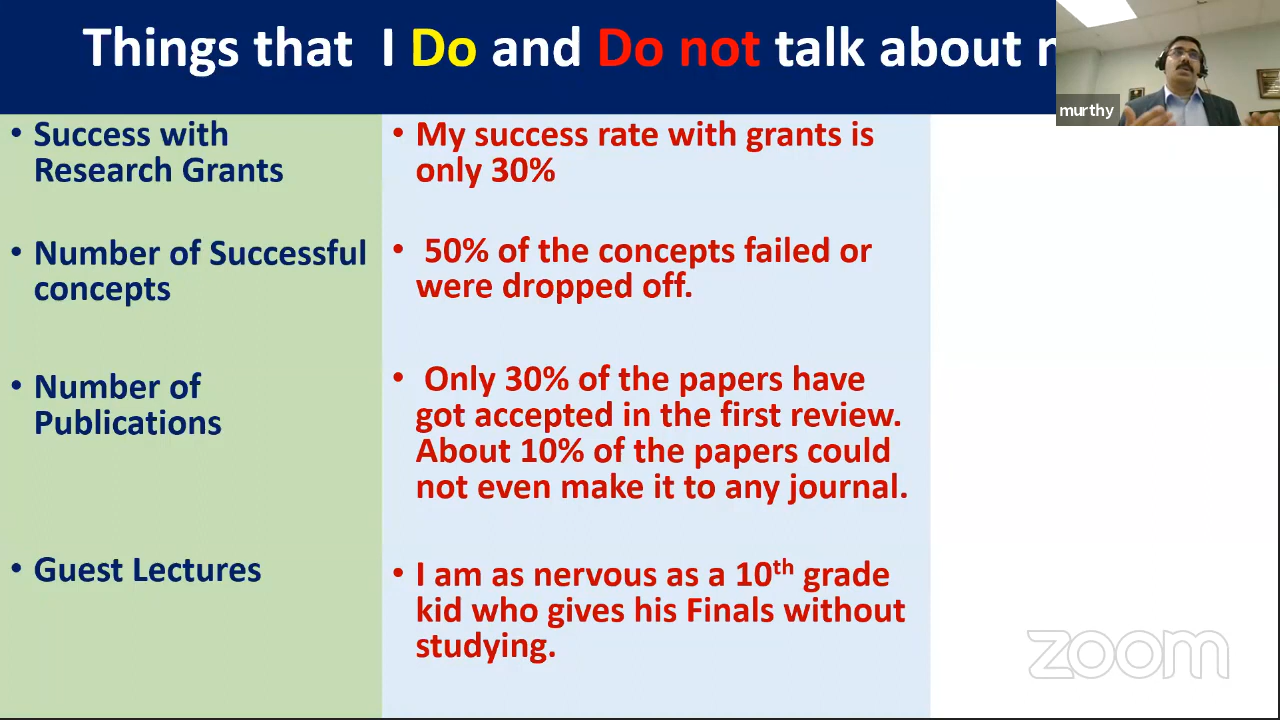 Things that I Do and Do not talk about
murthy
• Success with
Research Grants
• Number of Successful
concepts
• Number of
Publications
• Guest Lectures
• My success rate with grants is
only 30%
• 50% of the concepts failed or
were dropped off.
• Only 30% of the papers have
got accepted in the first review.
About 10% of the papers could
not even make it to any journal.
• I am as nervous as a 10th grade
kid who gives his Finals without
studying.
zoom